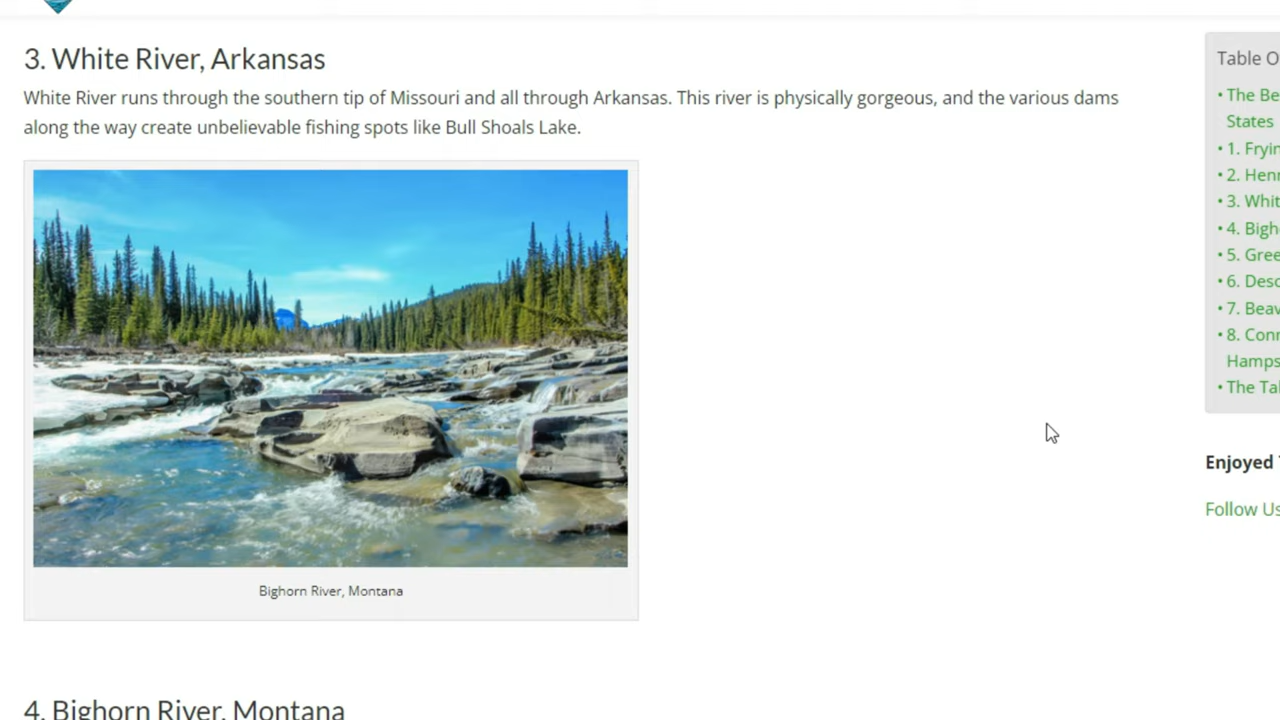 3. White River, Arkansas
White River runs through the southern tip of Missouri and all through Arkansas. This river is physically gorgeous, and the various dams
along the way create unbelievable fishing spots like Bull Shoals Lake.
Bighorn River, Montana
4. Bighorn River, Montana
Table O
• The Be
States
• 1. Fryin
• 2. Henr
• 3. Whit
• 4. Bigh
• 5. Gree
• 6. Desc
• 7. Beav
• 8. Conn
Hamps
• The Ta
Enjoyed
Follow Us